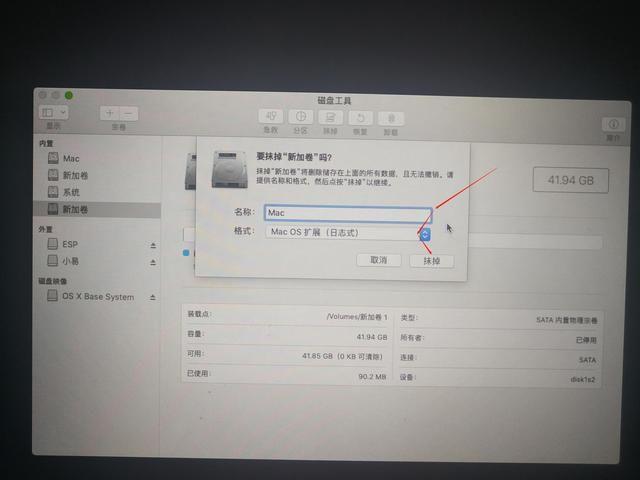 磁盘工具
显示
宗卷
急救
分区
抹掉
恢复
卸载
简介
内置
Mac
新加卷
系统
新加卷
外置
ESP
小易
磁盘映像
OS X Base System
要抹掉“新加卷”吗?
抹掉“新加卷”将删除储存在上面的所有数据，且无法撤销。请
提供名称和格式，然后点按“抹掉”以继续。
名称: Mac
格式: Mac OS 扩展（日志式）
取消
抹掉
41.94 GB
装载点: /Volumes/新加卷 1
容量: 41.94 GB
可用: 41.85 GB（0 KB 可清除）
已使用: 90.2 MB
类型: SATA 内置物理宗卷
所有者: 已停用
连接: SATA
设备: disk1s2